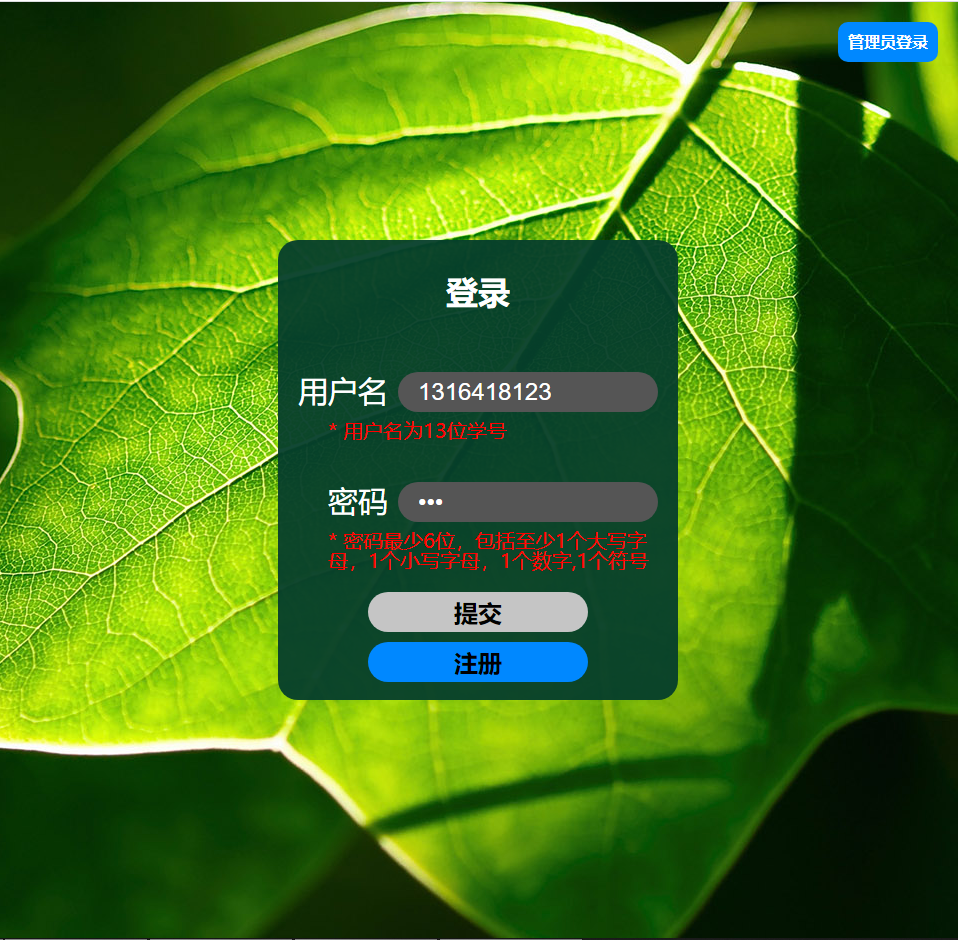 管理员登录
登录
用户名 1316418123
* 用户名为13位学号
密码 •••
* 密码最少6位，包括至少1个大写字
母，1个小写字母，1个数字,1个符号
提交
注册